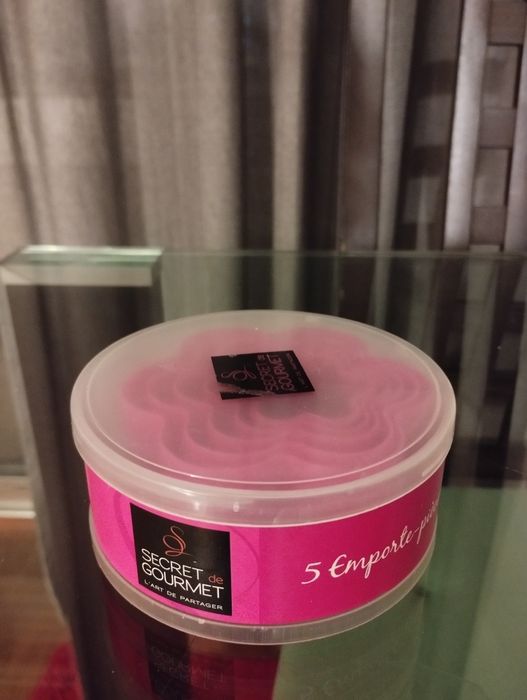 SECRET de
GOURMET
SECRET de
GOURMET
L'ART DE PARTAGER
5 Emporte-piè